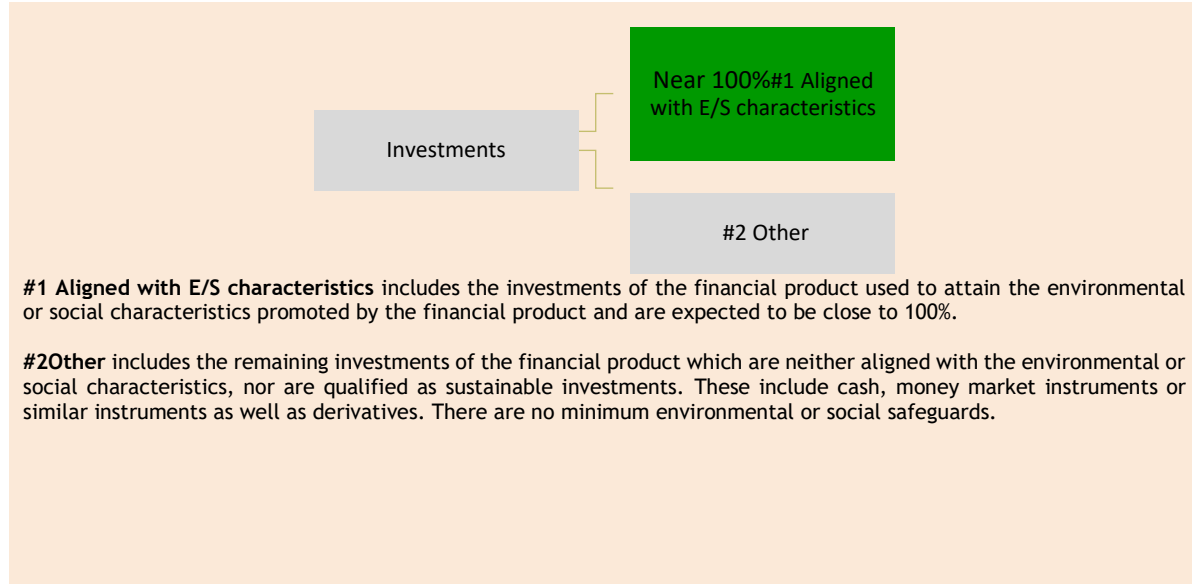 Near 100%#1 Aligned
with E/S characteristics
Investments
#2 Other
#1 Aligned with E/S characteristics includes the investments of the financial product used to attain the environmental
or social characteristics promoted by the financial product and are expected to be close to 100%.
#2Other includes the remaining investments of the financial product which are neither aligned with the environmental or
social characteristics, nor are qualified as sustainable investments. These include cash, money market instruments or
similar instruments as well as derivatives. There are no minimum environmental or social safeguards.